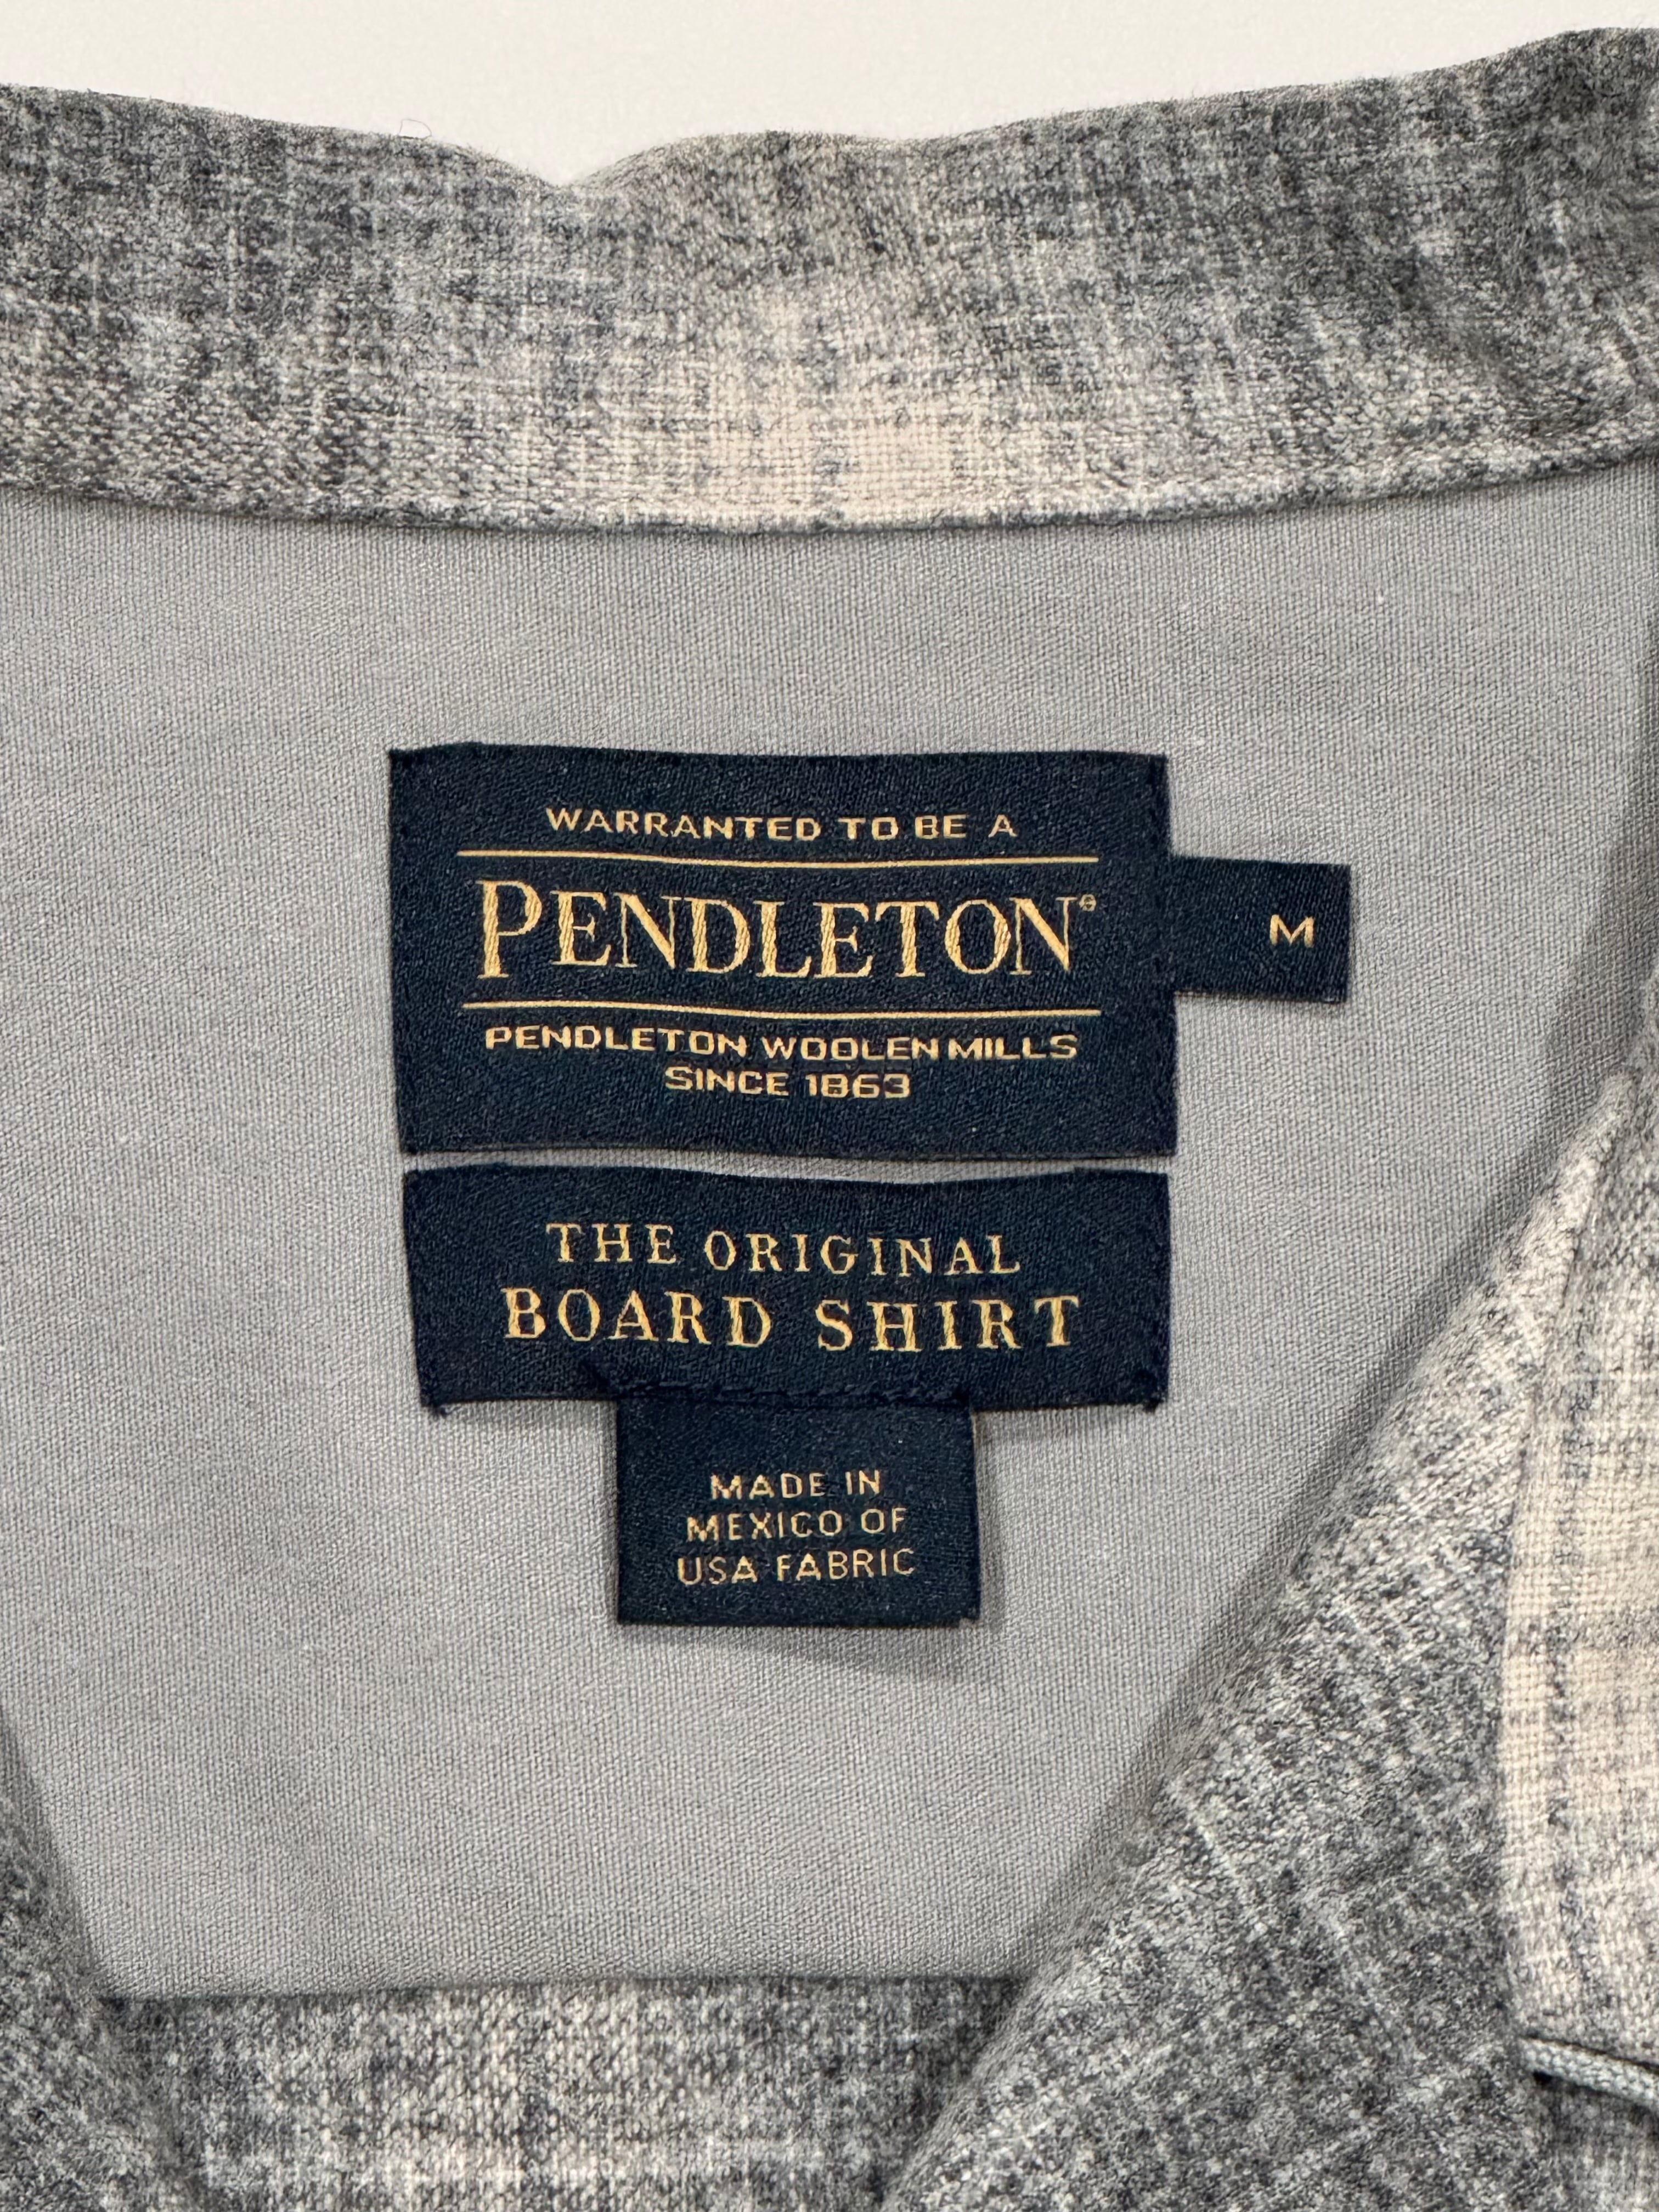 WARRANTED TO BE A
PENDLETON®
PENDLETON WOOLEN MILLS
SINCE 1863
M
THE ORIGINAL
BOARD SHIRT
MADE IN
MEXICO OF
USA FABRIC